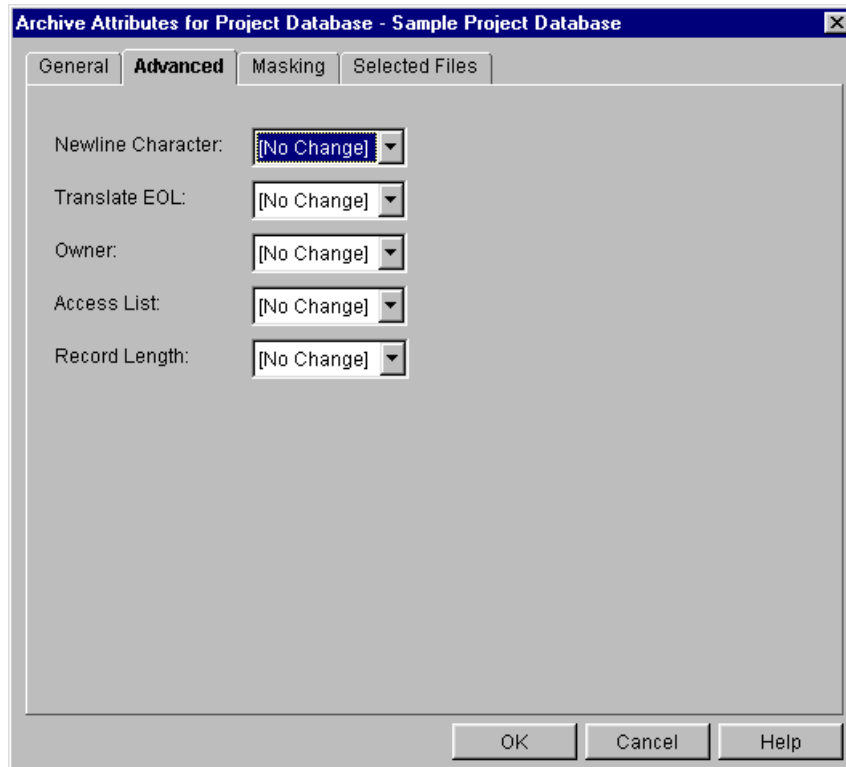 Archive Attributes for Project Database - Sample Project Database
General Advanced Masking Selected Files
Newline Character: [No Change]
Translate EOL: [No Change]
Owner: [No Change]
Access List: [No Change]
Record Length: [No Change]
OK Cancel Help